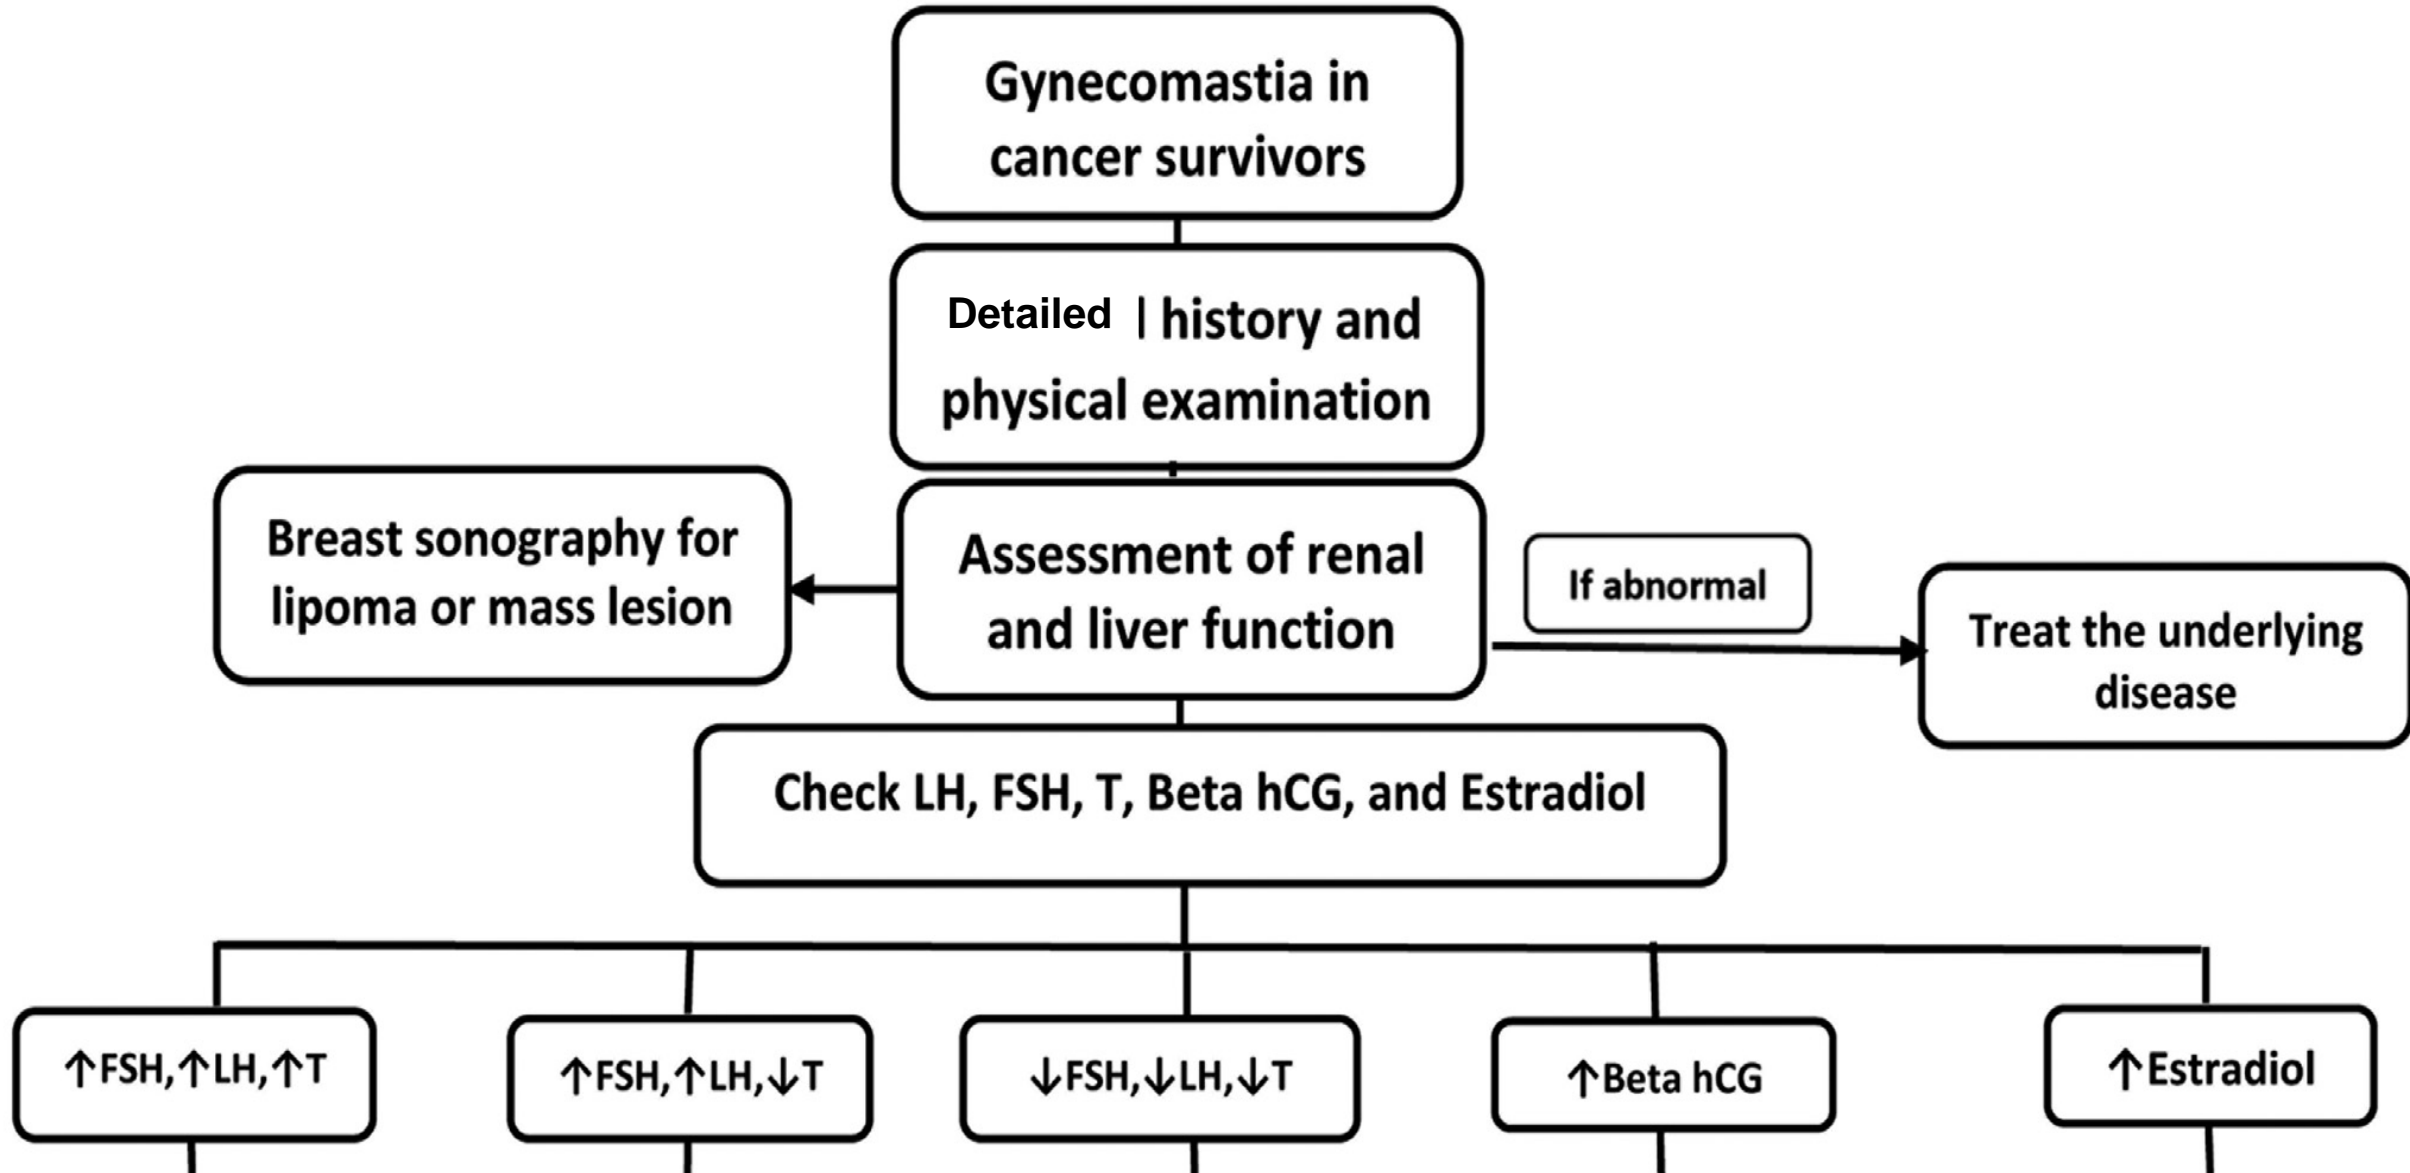 Gynecomastia in
cancer survivors
Detailed l history and
physical examination
Breast sonography for
lipoma or mass lesion
Assessment of renal
and liver function
If abnormal
Treat the underlying
disease
Check LH, FSH, T, Beta hCG, and Estradiol
↑FSH,↑LH,↑T
↑FSH,↑LH,↓T
↓FSH,↓LH,↓T
↑Beta hCG
↑Estradiol